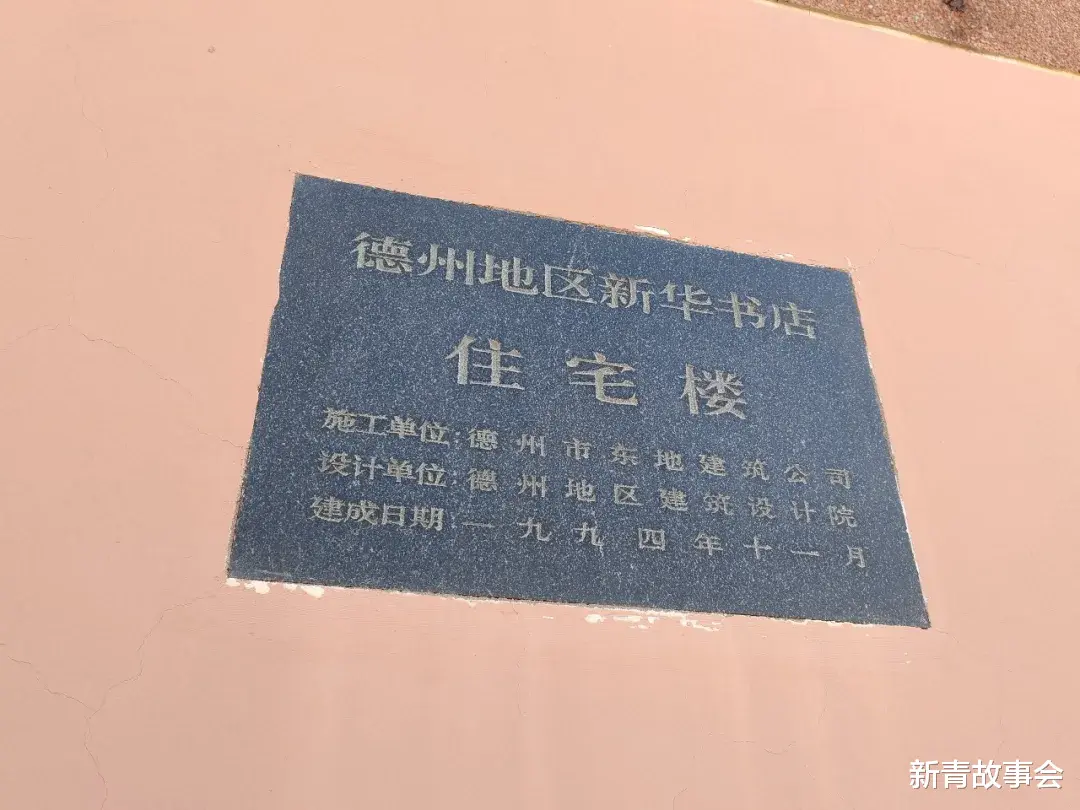 德州地区新华书店
住宅楼
施工单位:德州市东地建筑公司
设计单位:德州地区建筑设计院
建成日期:一九九四年十一月
新青故事会